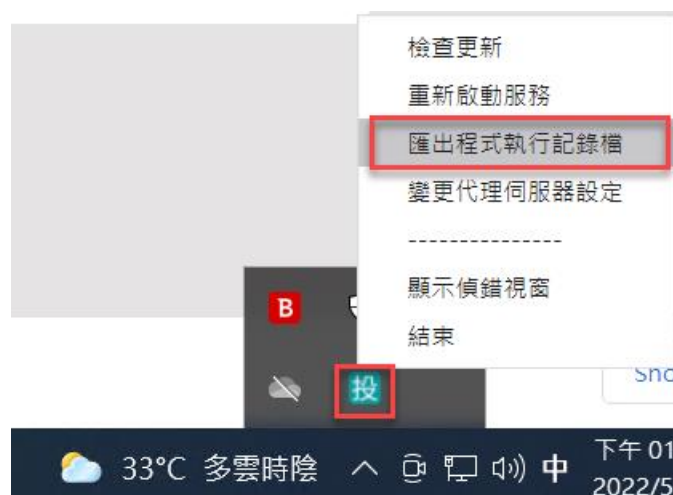 檢查更新
重新啟動服務
匯出程式執行記錄檔
變更代理伺服器設定
---------------
顯示偵錯視窗
結束
B
投
33°C 多雲時陰
中
下午 01
2022/5